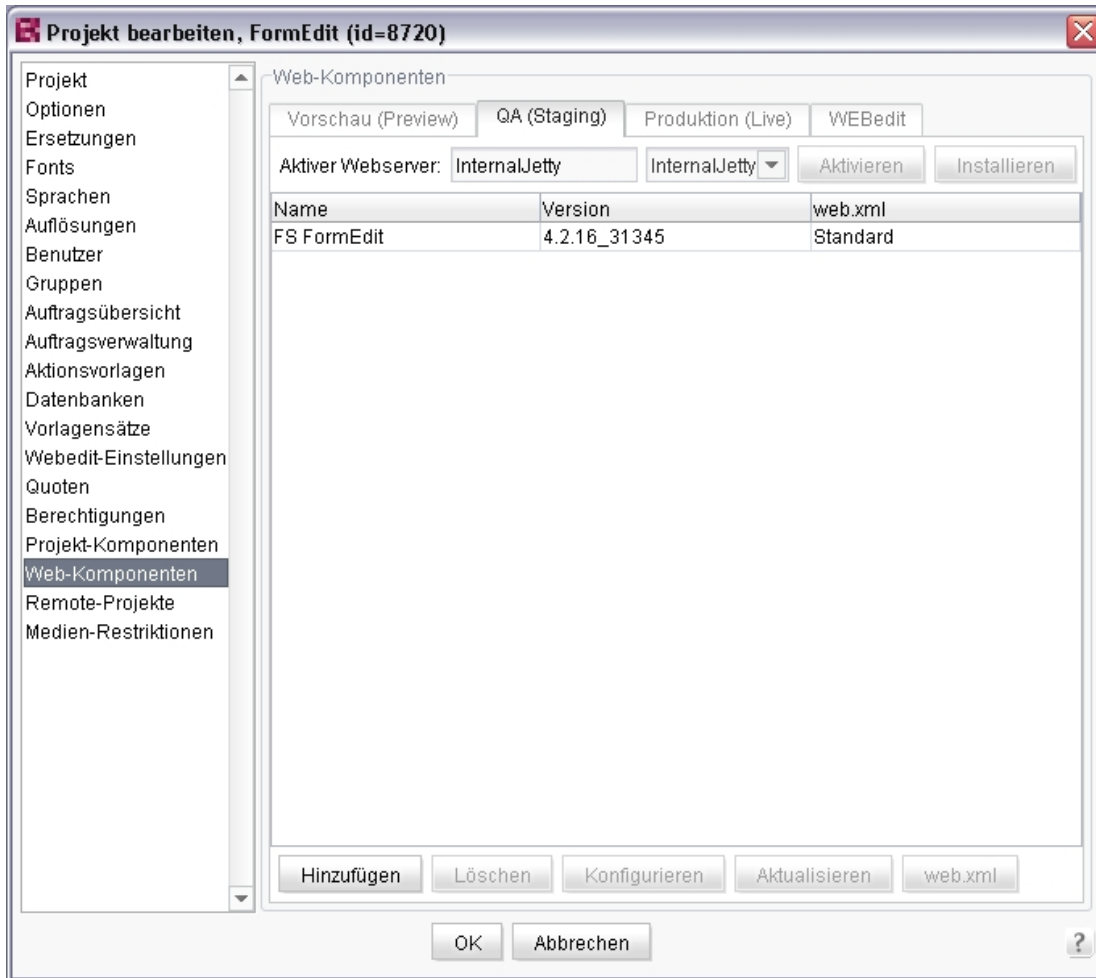 Projekt bearbeiten, FormEdit (id=8720)
Projekt
Optionen
Ersetzungen
Fonts
Sprachen
Auflösungen
Benutzer
Gruppen
Auftragsübersicht
Auftragsverwaltung
Aktionsvorlagen
Datenbanken
Vorlagensätze
Webedit-Einstellungen
Quoten
Berechtigungen
Projekt-Komponenten
Web-Komponenten
Remote-Projekte
Medien-Restriktionen
Web-Komponenten
Vorschau (Preview) QA (Staging) Produktion (Live) WEBedit
Aktiver Webserver: InternalJetty InternalJetty Aktivieren Installieren
Name Version web.xml
FS FormEdit 4.2.16_31345 Standard
Hinzufügen Löschen Konfigurieren Aktualisieren web.xml
OK Abbrechen ?